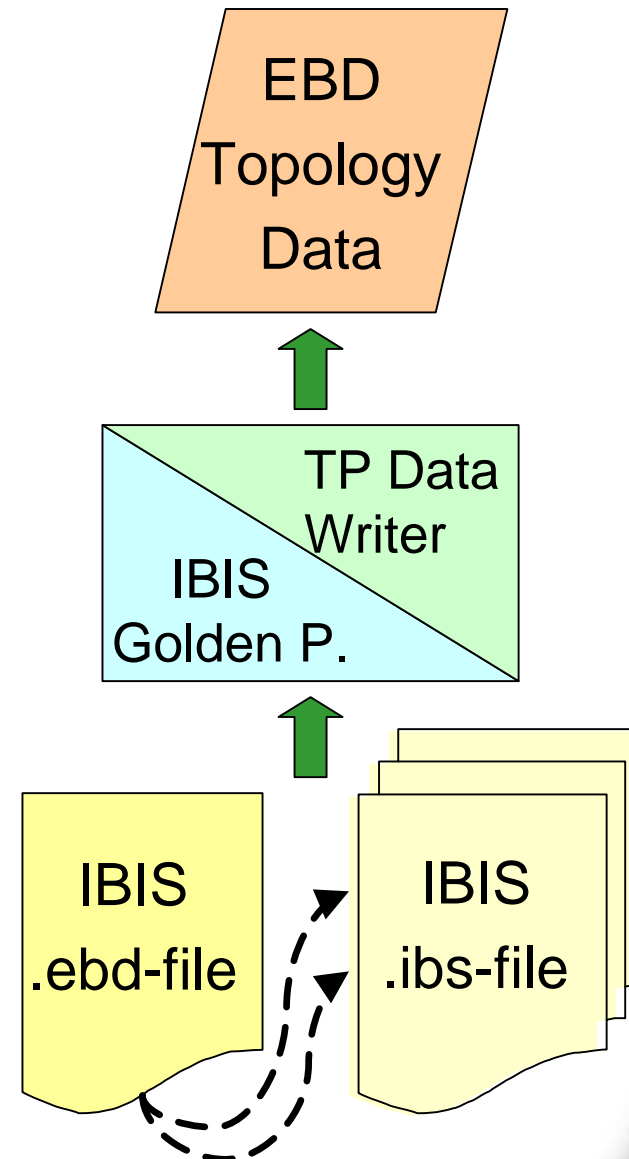 EBD
Topology
Data
TP Data
Writer
IBIS
Golden P.
IBIS
.ebd-file
IBIS
.ibs-file